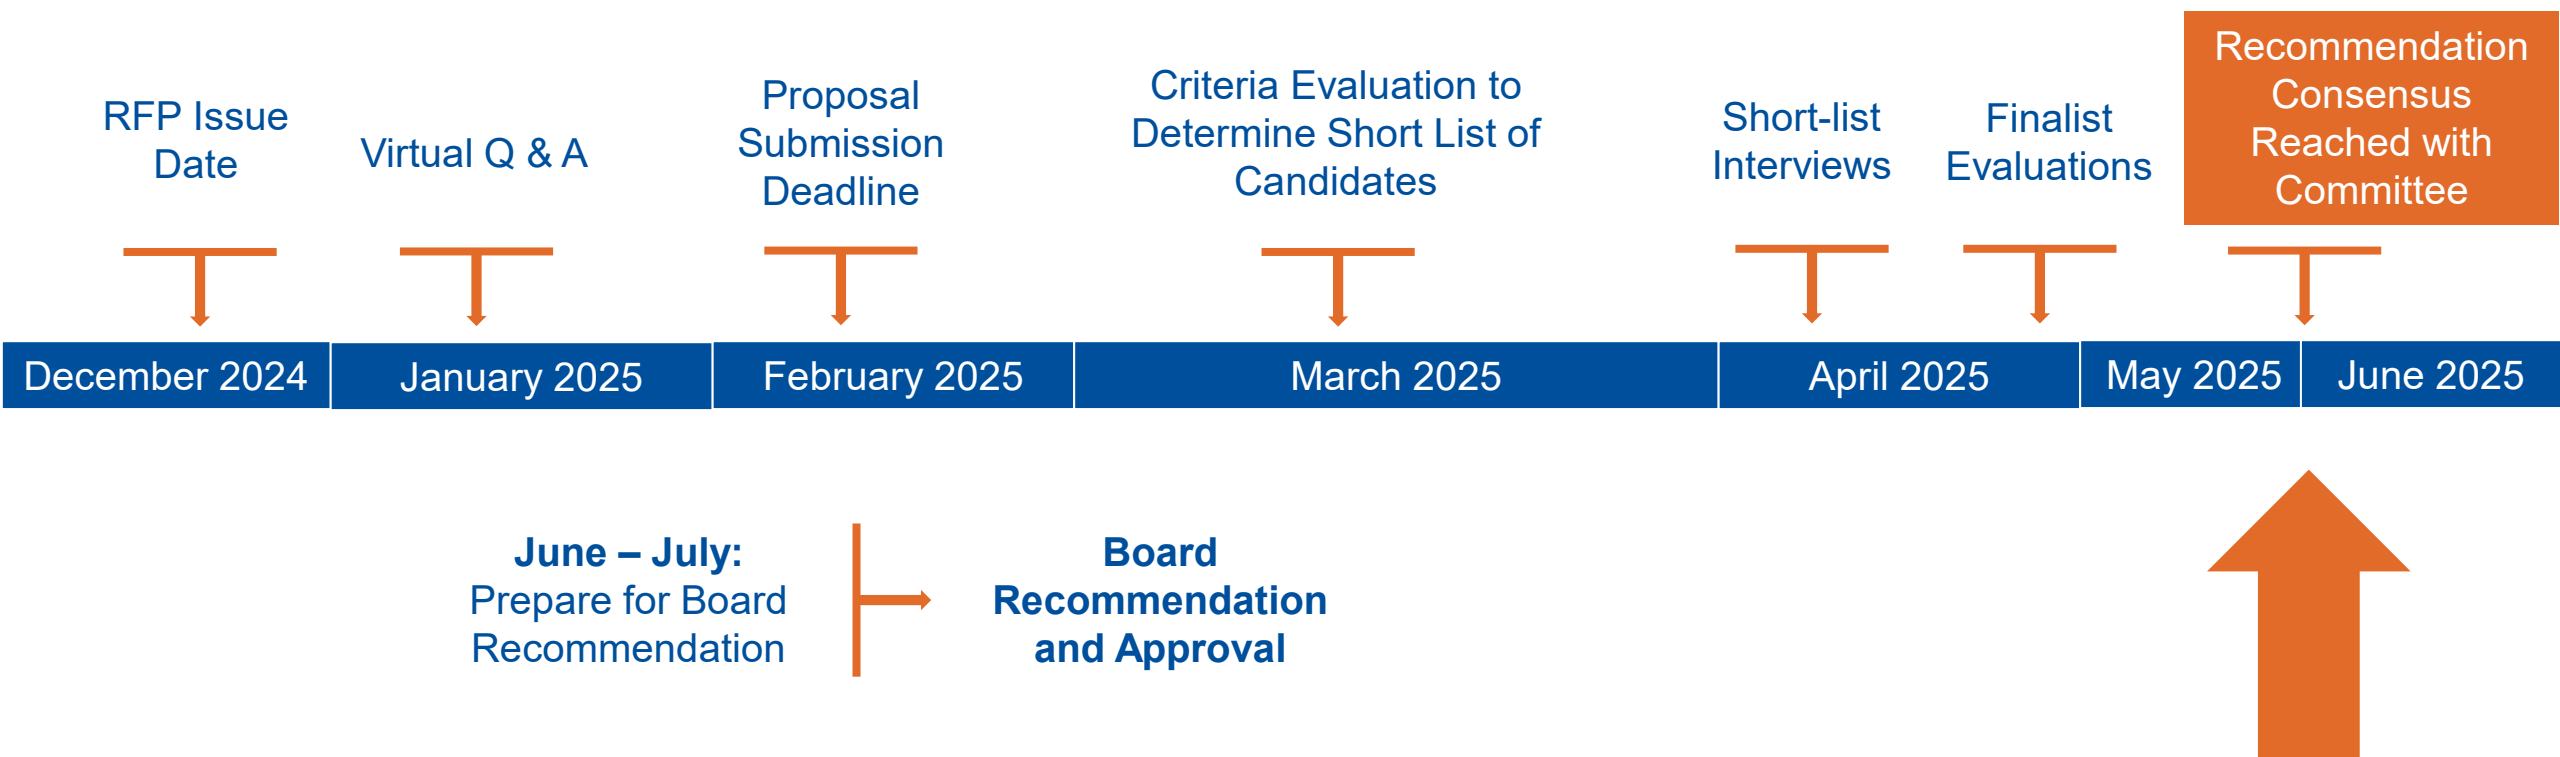 RFP Issue
Date
Virtual Q & A
Proposal
Submission
Deadline
Criteria Evaluation to
Determine Short List of
Candidates
Short-list
Interviews
Finalist
Evaluations
Recommendation
Consensus
Reached with
Committee
December 2024
January 2025
February 2025
March 2025
April 2025
May 2025
June 2025
June – July:
Prepare for Board
Recommendation
Board
Recommendation
and Approval